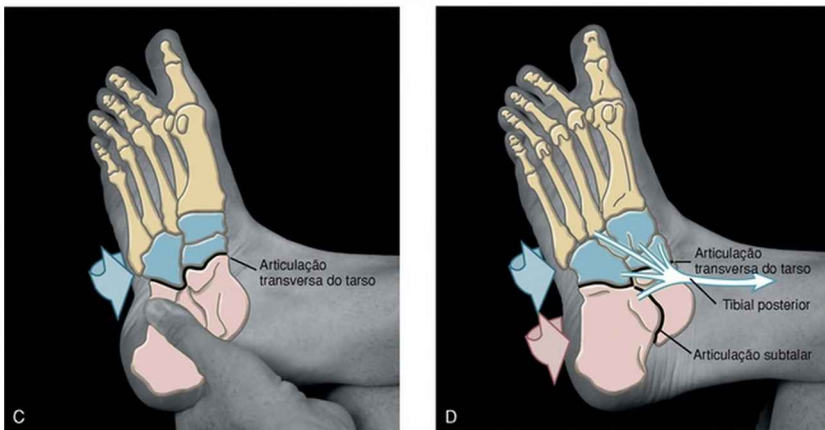 Articulação
transversa do tarso
C
Articulação
transversa do tarso
Tibial posterior
Articulação subtalar
D